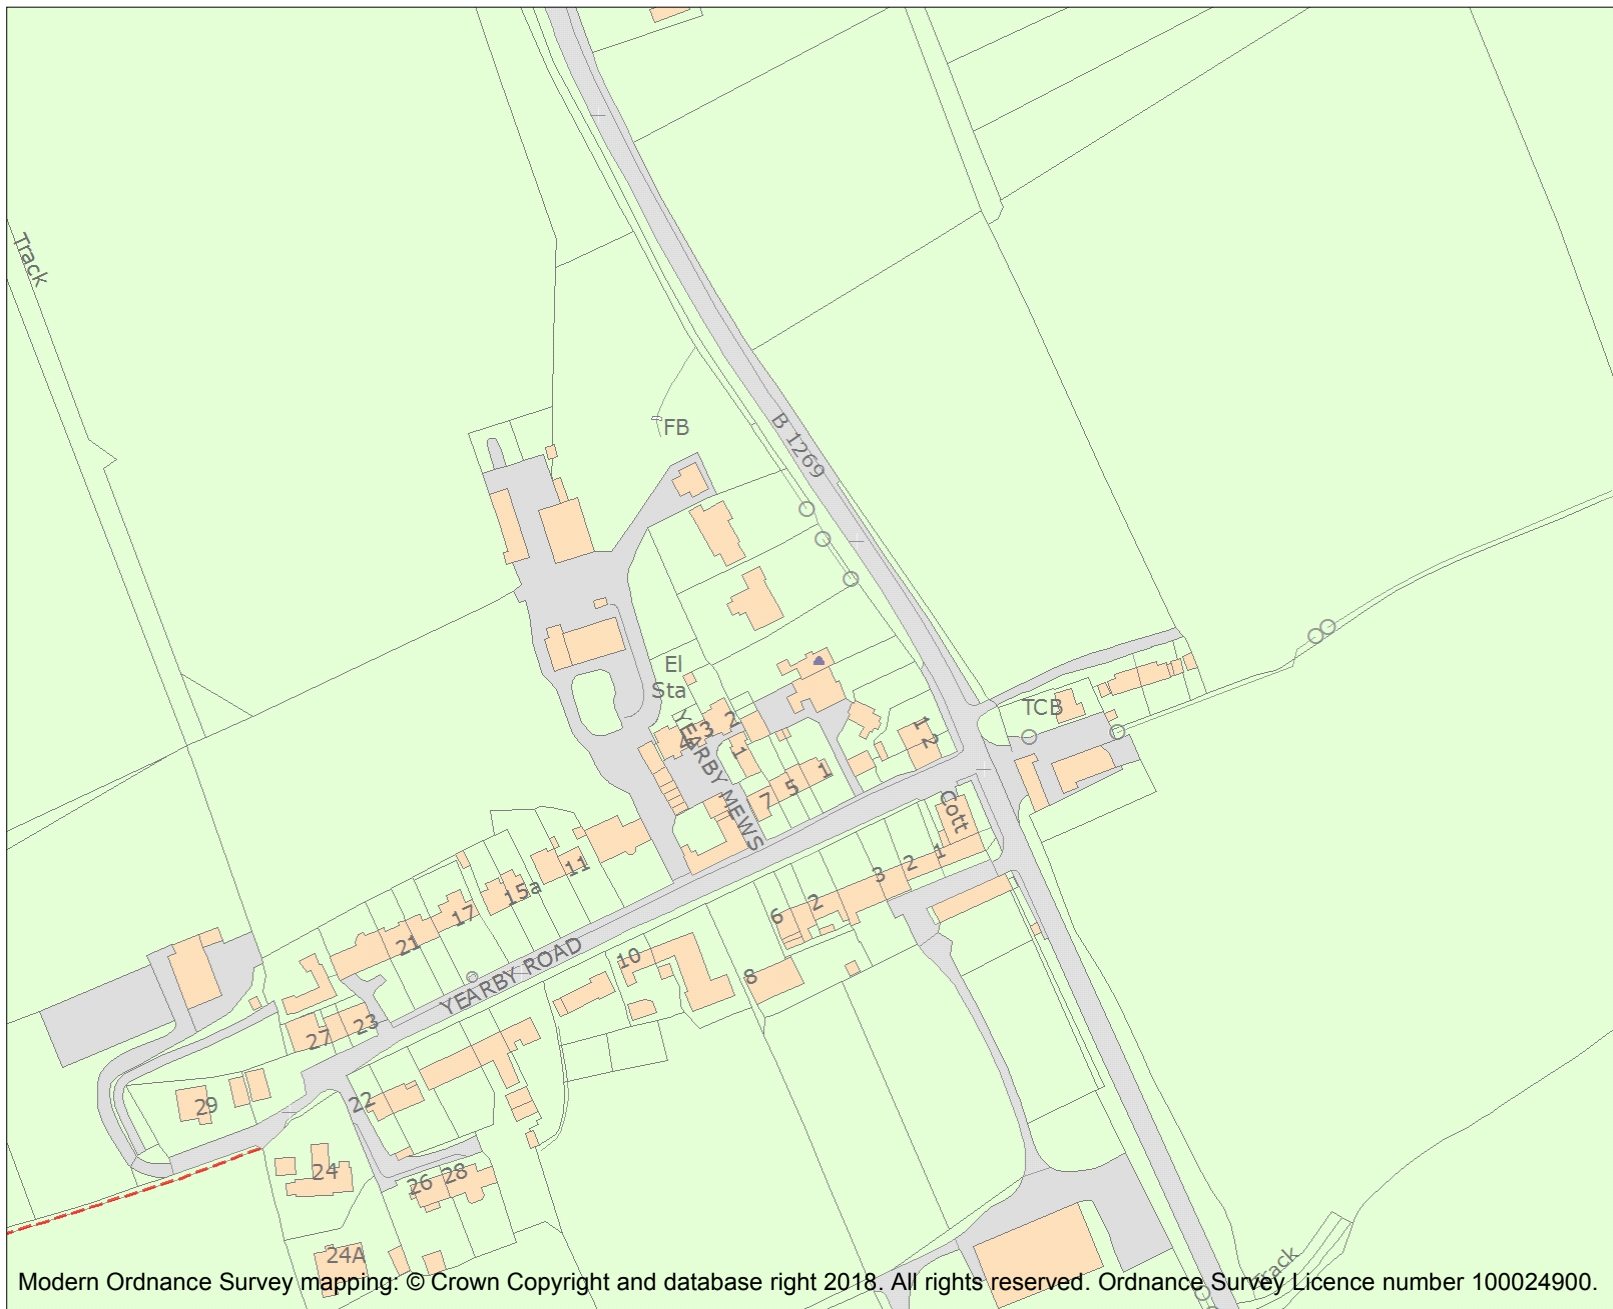 Track
FB
B 1269
El
Sta
TCB
YEARBY MEWS
4
3
2
1
1
2
7
5
1
Cott
11
15a
17
21
3
2
1
6
2
10
8
YEARBY ROAD
23
27
29
22
24
26
28
24A
Track
Modern Ordnance Survey mapping: © Crown Copyright and database right 2018. All rights reserved. Ordnance Survey Licence number 100024900.